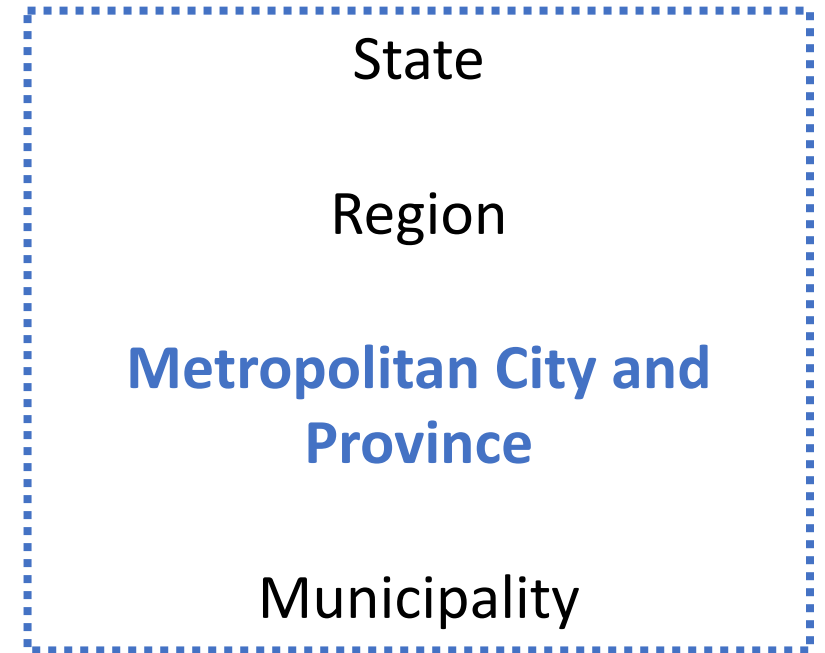 State
Region
Metropolitan City and
Province
Municipality